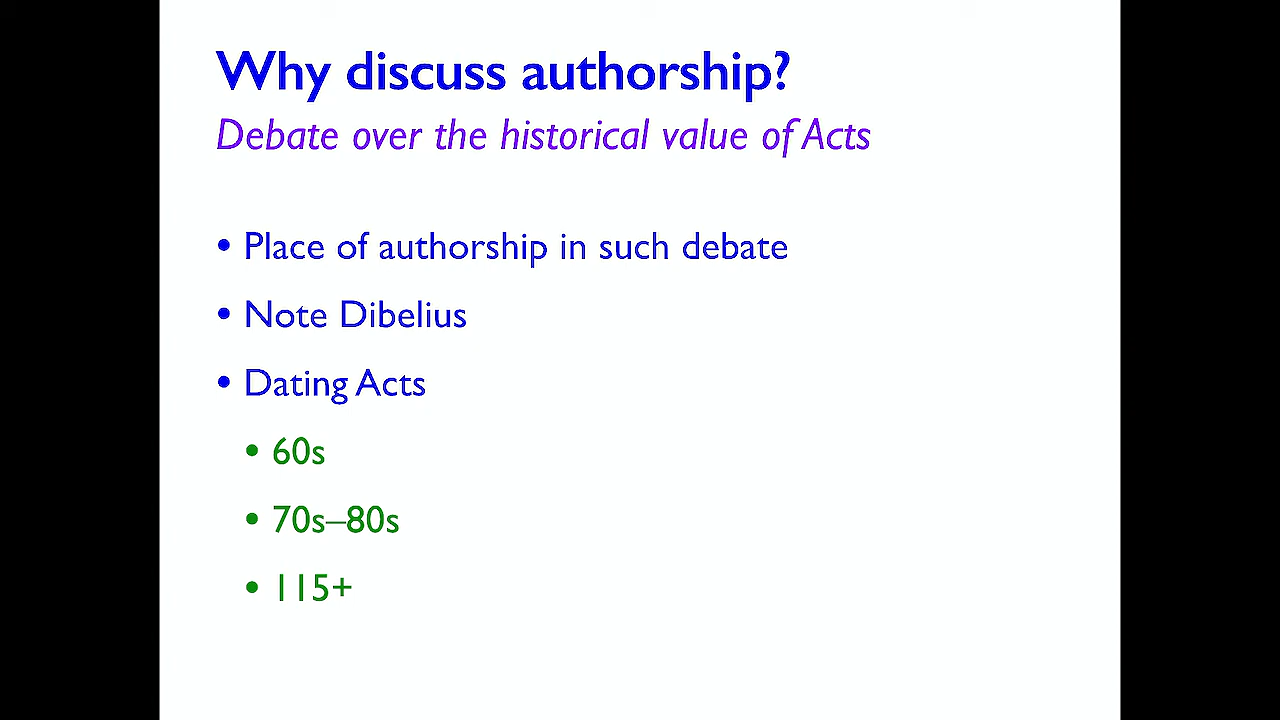 Why discuss authorship?
Debate over the historical value of Acts
• Place of authorship in such debate
• Note Dibelius
• Dating Acts
• 60s
• 70s–80s
• 115+